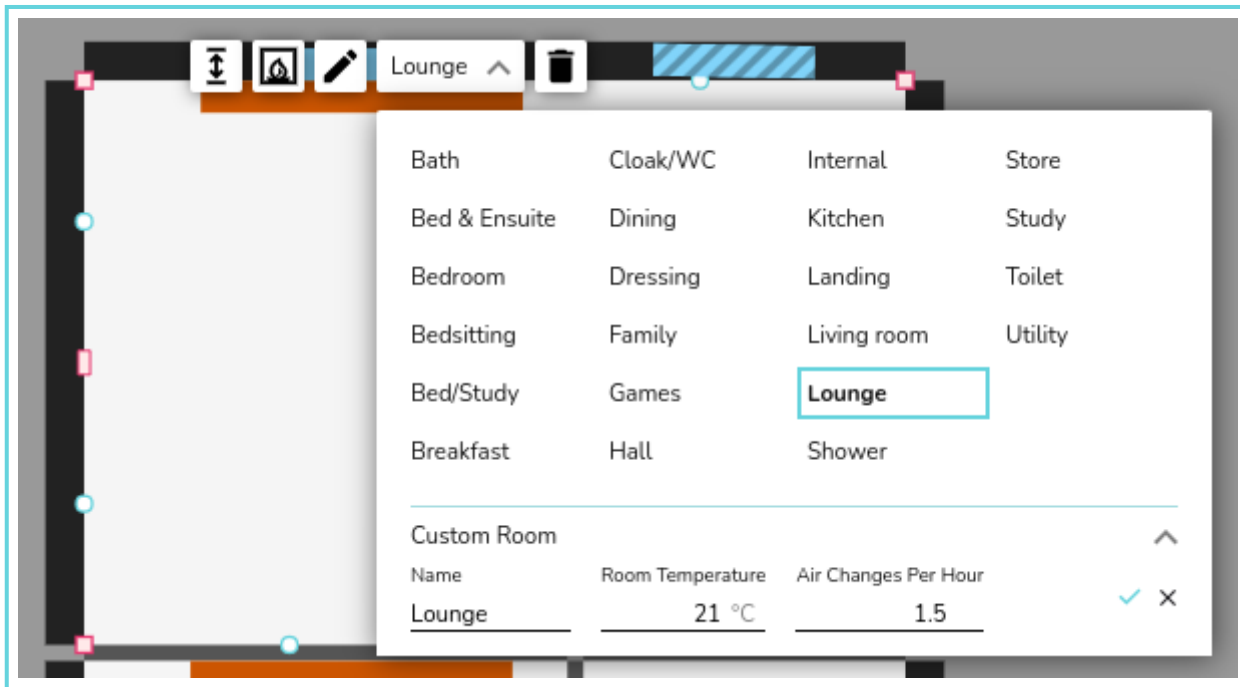 Lounge
Bath Cloak/WC Internal Store
Bed & Ensuite Dining Kitchen Study
Bedroom Dressing Landing Toilet
Bedsitting Family Living room Utility
Bed/Study Games Lounge
Breakfast Hall Shower
Custom Room
Name Room Temperature Air Changes Per Hour
Lounge 21 °C 1.5